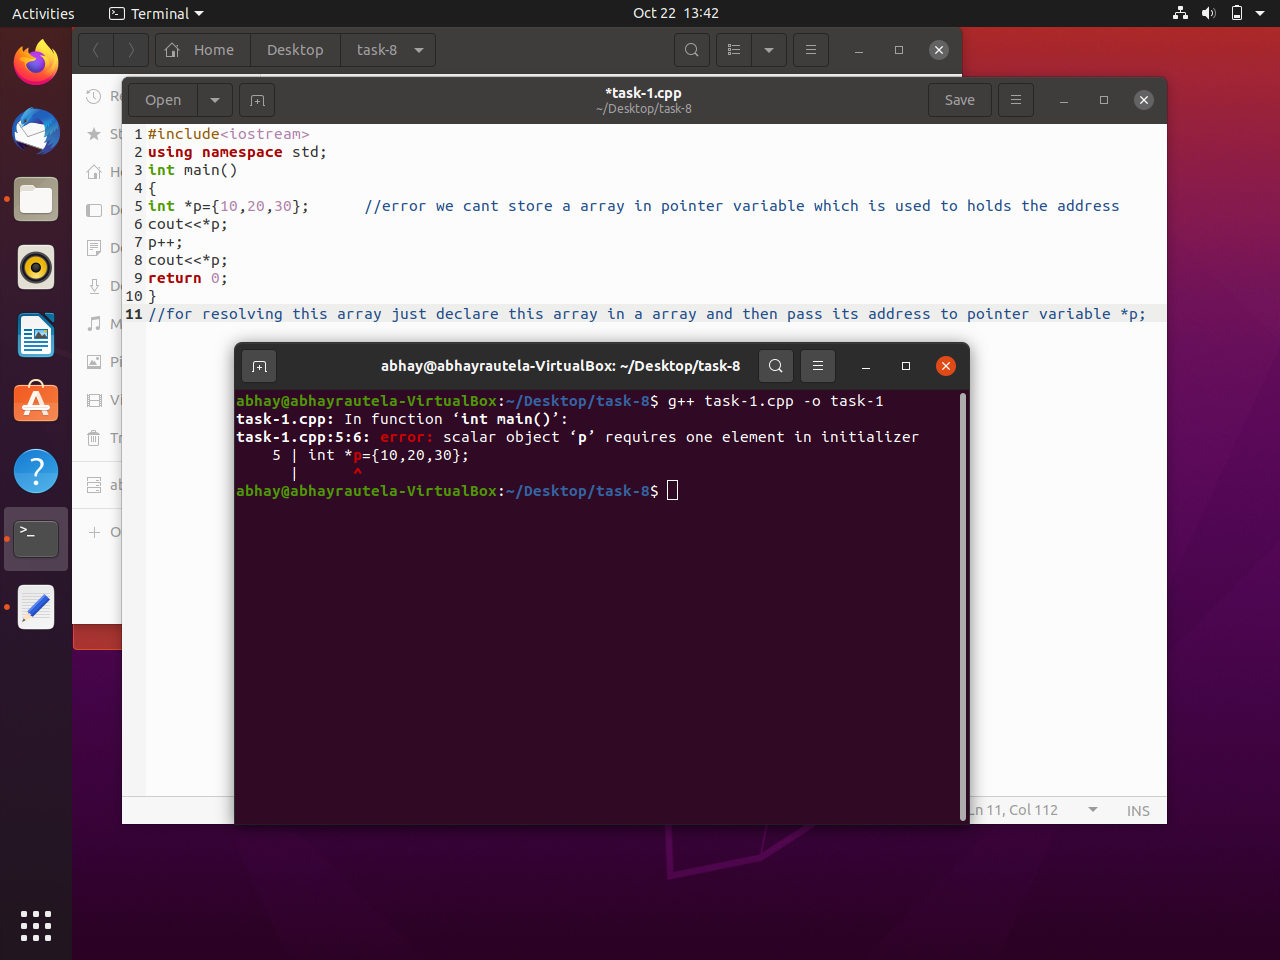 Activities
Terminal
Oct 22 13:42
Home
Desktop
task-8
Open
*task-1.cpp
~/Desktop/task-8
Save
1 #include<iostream>
2 using namespace std;
3 int main()
4 {
5 int *p={10,20,30};      //error we cant store a array in pointer variable which is used to holds the address
6 cout<<*p;
7 p++;
8 cout<<*p;
9 return 0;
10 }
11 //for resolving this array just declare this array in a array and then pass its address to pointer variable *p;
abhay@abhayrautela-VirtualBox: ~/Desktop/task-8
abhay@abhayrautela-VirtualBox:~/Desktop/task-8$ g++ task-1.cpp -o task-1
task-1.cpp: In function ‘int main()’:
task-1.cpp:5:6: error: scalar object ‘p’ requires one element in initializer
    5 | int *p={10,20,30};
      |      ^
abhay@abhayrautela-VirtualBox:~/Desktop/task-8$
Ln 11, Col 112
INS